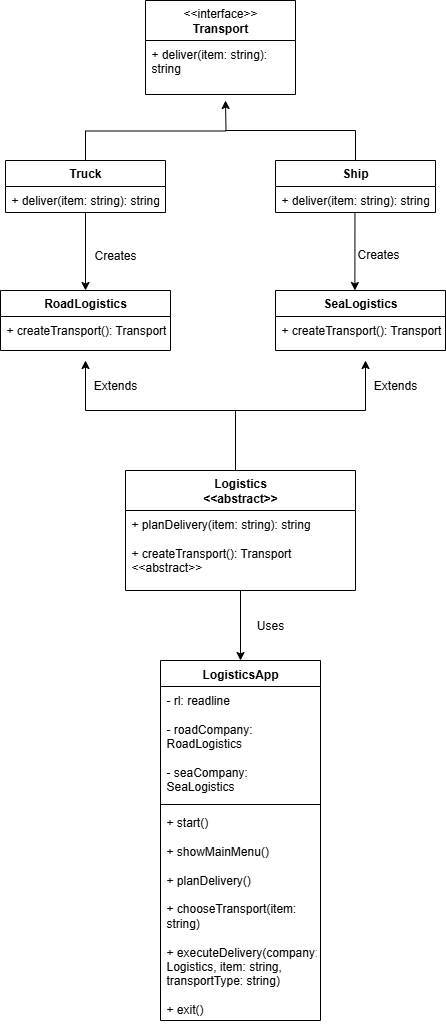 <<interface>>
Transport
+ deliver(item: string):
string
Truck
+ deliver(item: string): string
Ship
+ deliver(item: string): string
Creates
Creates
RoadLogistics
+ createTransport(): Transport
SeaLogistics
+ createTransport(): Transport
Extends
Extends
Logistics
<<abstract>>
+ planDelivery(item: string): string
+ createTransport(): Transport
<<abstract>>
Uses
LogisticsApp
- rl: readline
- roadCompany:
RoadLogistics
- seaCompany:
SeaLogistics
+ start()
+ showMainMenu()
+ planDelivery()
+ chooseTransport(item:
string)
+ executeDelivery(company:
Logistics, item: string,
transportType: string)
+ exit()